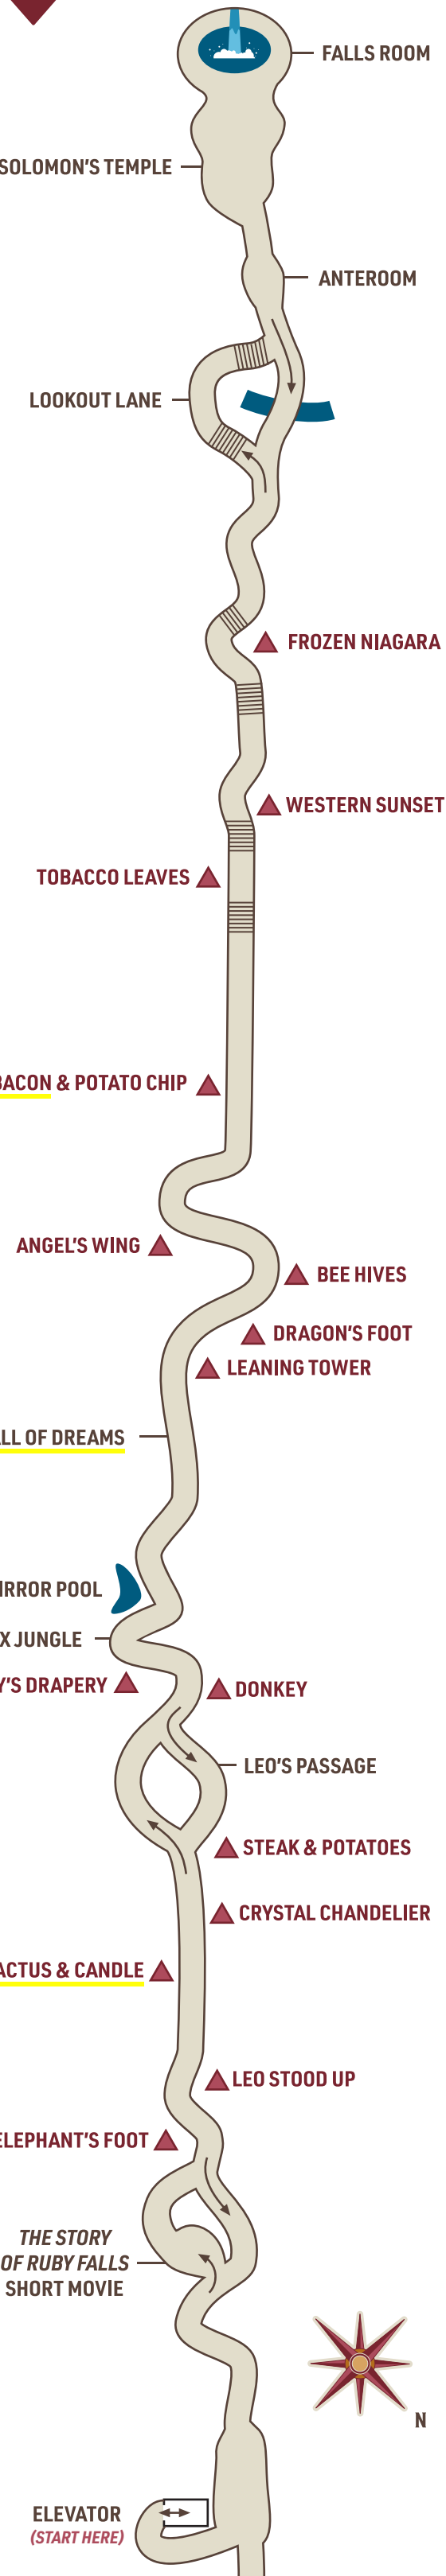 FALLS ROOM
SOLOMON'S TEMPLE
ANTEROOM
LOOKOUT LANE
FROZEN NIAGARA
WESTERN SUNSET
TOBACCO LEAVES
BACON & POTATO CHIP
ANGEL'S WING
BEE HIVES
DRAGON'S FOOT
LEANING TOWER
LL OF DREAMS
IRROR POOL
X JUNGLE
Y'S DRAPERY
DONKEY
LEO'S PASSAGE
STEAK & POTATOES
CRYSTAL CHANDELIER
ACTUS & CANDLE
LEO STOOD UP
ELEPHANT'S FOOT
THE STORY
OF RUBY FALLS
SHORT MOVIE
N
ELEVATOR
(START HERE)